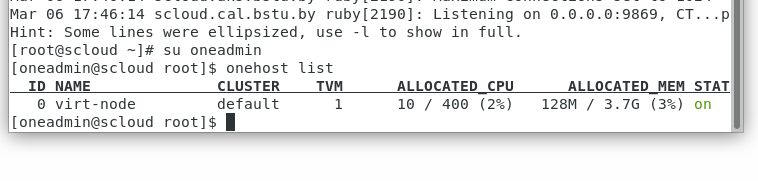 Mar 06 17:46:14 scloud.cal.bstu.by ruby[2190]: Listening on 0.0.0.0:9869, CT...p
Hint: Some lines were ellipsized, use -l to show in full.
[root@scloud ~]# su oneadmin
[oneadmin@scloud root]$ onehost list
  ID NAME            CLUSTER    TVM      ALLOCATED_CPU      ALLOCATED_MEM STAT
   0 virt-node       default      1      10 / 400 (2%)   128M / 3.7G (3%) on
[oneadmin@scloud root]$